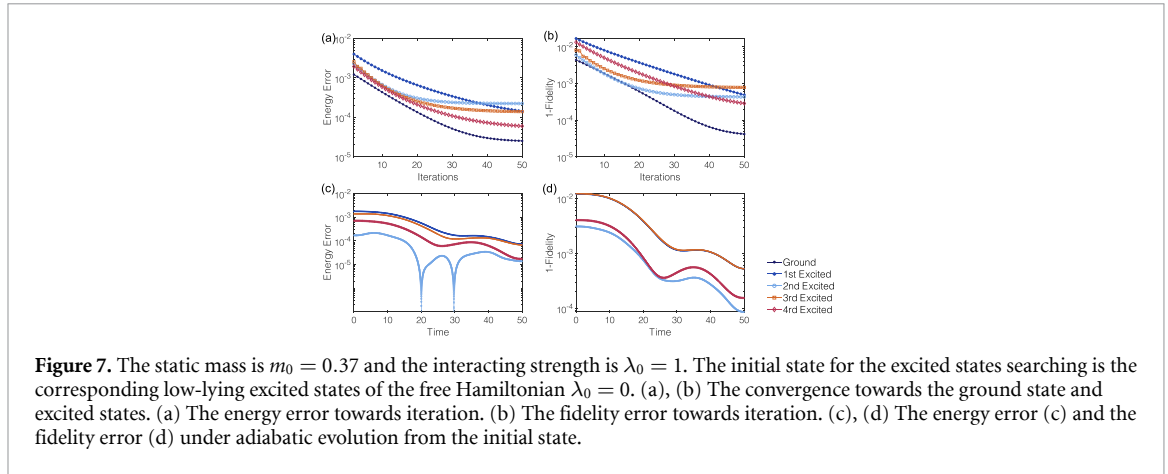 (a)
10-2
10-3
10-4
10-5
Energy Error
10 20 30 40 50
Iterations
(b)
10-2
10-3
10-4
10-5
1-Fidelity
10 20 30 40 50
Iterations
(c)
10-2
10-3
10-4
10-5
Energy Error
0 10 20 30 40 50
Time
(d)
10-2
10-3
10-4
1-Fidelity
0 10 20 30 40 50
Time
Ground
1st Excited
2nd Excited
3rd Excited
4rd Excited
Figure 7. The static mass is m0 = 0.37 and the interacting strength is λ0 = 1. The initial state for the excited states searching is the
corresponding low-lying excited states of the free Hamiltonian λ0 = 0. (a), (b) The convergence towards the ground state and
excited states. (a) The energy error towards iteration. (b) The fidelity error towards iteration. (c), (d) The energy error (c) and the
fidelity error (d) under adiabatic evolution from the initial state.